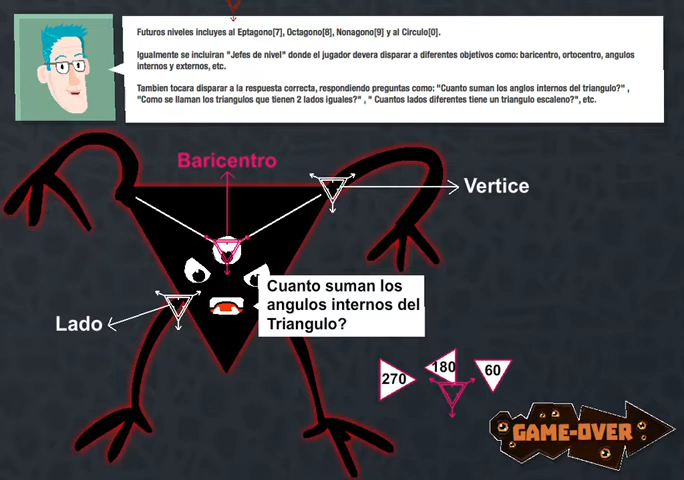 Futuros niveles incluyes al Eptagono[7], Octagono[8], Nonagono[9] y al Circulo[0].
Igualmente se incluiran "Jefes de nivel" donde el jugador devera disparar a diferentes objetivos como: baricentro, ortocentro, angulos
internos y externos, etc.
Tambien tocara disparar a la respuesta correcta, respondiendo preguntas como: "Cuanto suman los anglos internos del triangulo?" ,
"Como se llaman los triangulos que tienen 2 lados iguales?" , " Cuantos lados diferentes tiene un triangulo escaleno?", etc.
Baricentro
Vertice
Cuanto suman los
angulos internos del
Triangulo?
Lado
270
180
60
GAME-OVER